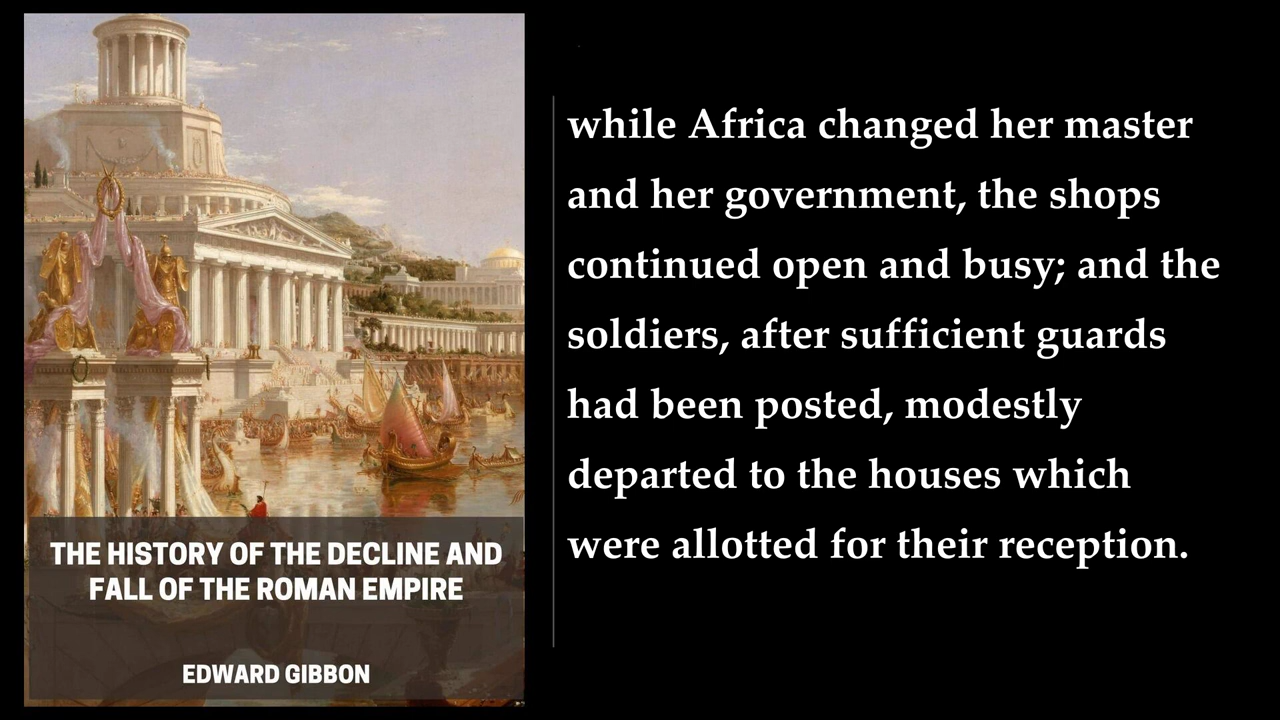 THE HISTORY OF THE DECLINE AND
FALL OF THE ROMAN EMPIRE
EDWARD GIBBON
while Africa changed her master
and her government, the shops
continued open and busy; and the
soldiers, after sufficient guards
had been posted, modestly
departed to the houses which
were allotted for their reception.